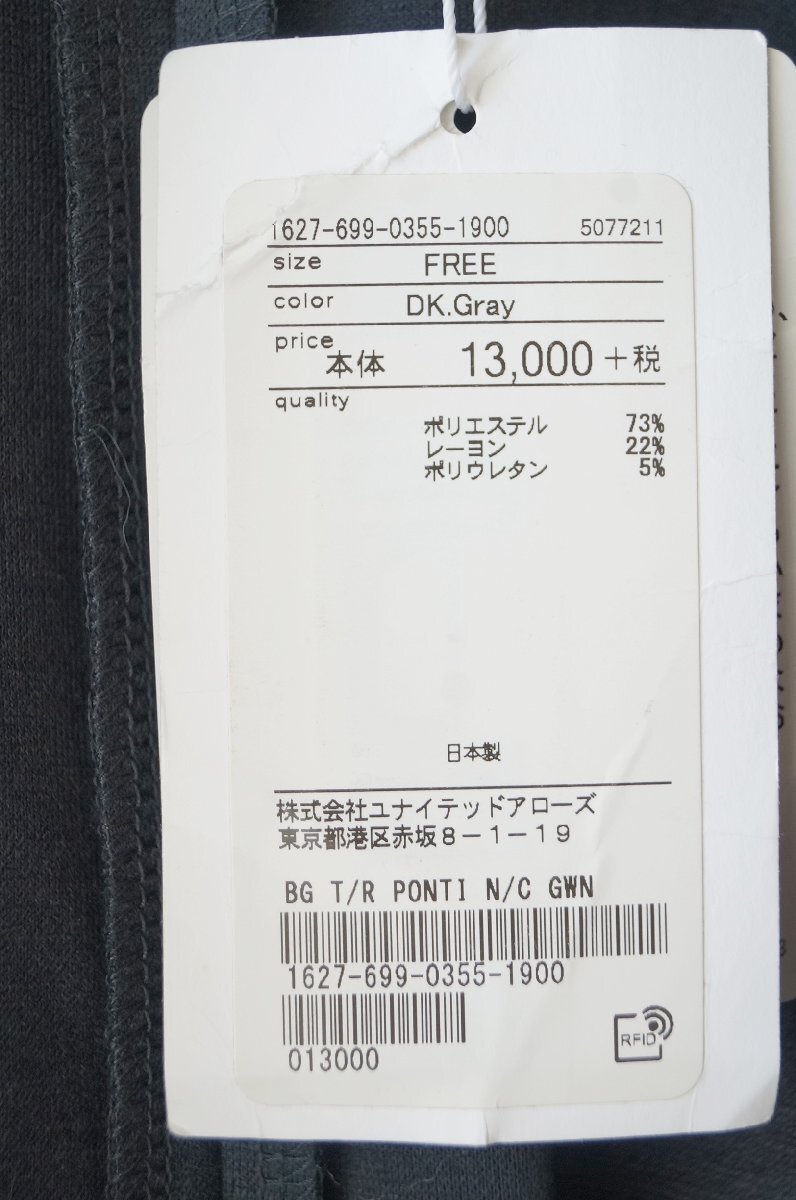 1627-699-0355-1900 5077211
size FREE
color DK.Gray
price 本体 13,000 +税
quality
ポリエステル 73%
レーヨン 22%
ポリウレタン 5%
日本製
株式会社ユナイテッドアローズ
東京都港区赤坂8-1-19
BG T/R PONTI N/C GWN
1627-699-0355-1900
013000
RFID